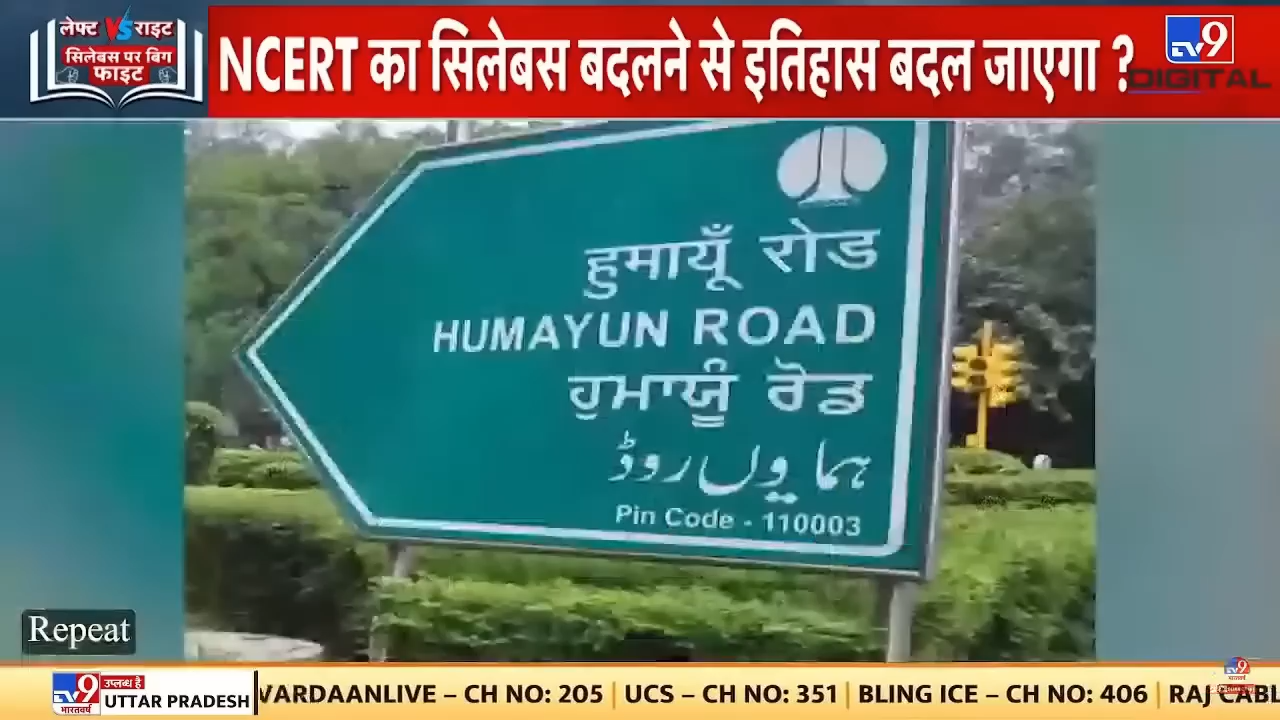 लेफ्ट VS राइट
सिलेबस पर बिग
फाइट
NCERT का सिलेबस बदलने से इतिहास बदल जाएगा ?
TV9
DIGITAL
हुमायूँ रोड
HUMAYUN ROAD
ਹੁਮਾਯੂੰ ਰੋਡ
ہمایوں روڈ
Pin Code - 110003
Repeat
TV9
भारतवर्ष
उपलब्ध है
UTTAR PRADESH
VARDAANLIVE – CH NO: 205 | UCS – CH NO: 351 | BLING ICE – CH NO: 406 | RAJ CABL
TV9